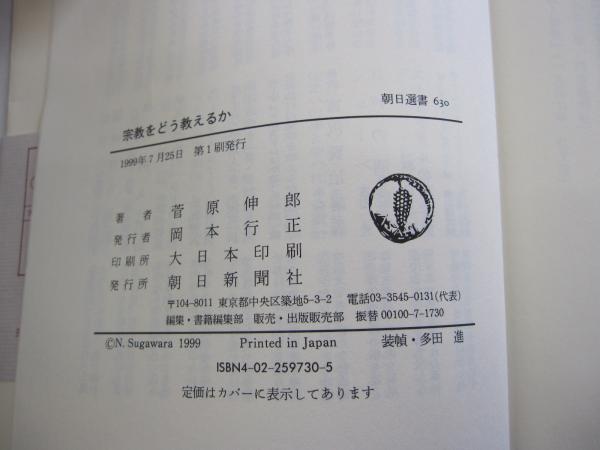 朝日選書 630
宗教をどう教えるか
1999年7月25日 第1刷発行
著者 菅原伸郎
発行者 岡本行正
印刷所 大日本印刷
発行所 朝日新聞社
〒104-8011 東京都中央区築地5-3-2 電話03-3545-0131(代表)
編集・書籍編集部 販売・出版販売部 振替 00100-7-1730
©N. Sugawara 1999 Printed in Japan 装幀・多田 進
ISBN4-02-259730-5
定価はカバーに表示してあります